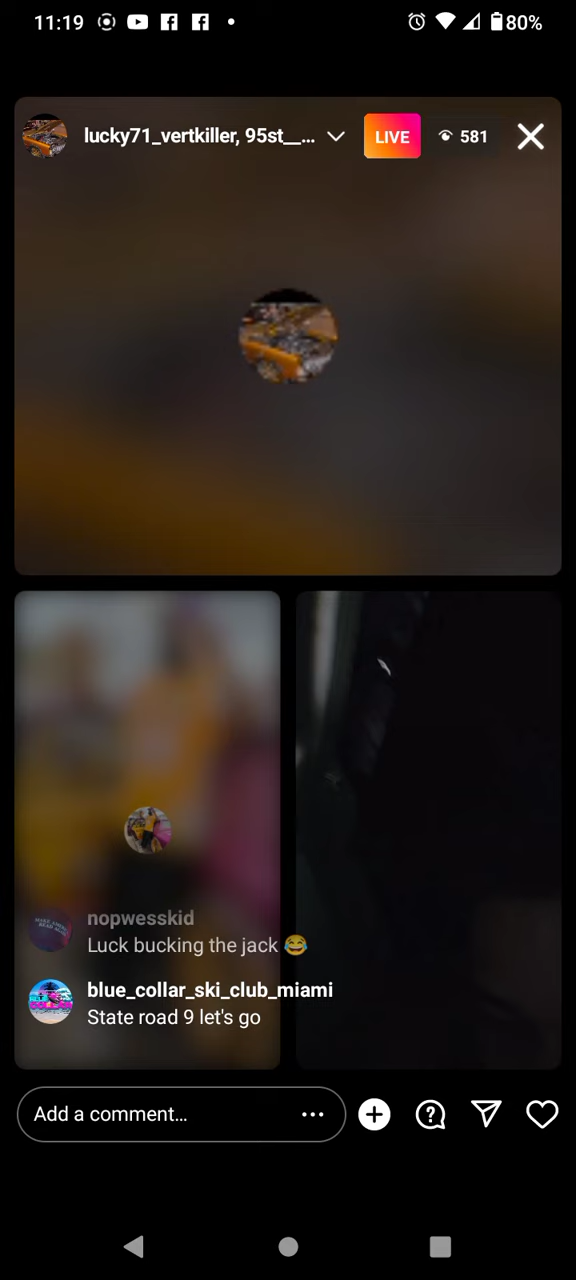 11:19
80%
lucky71_vertkiller, 95st__...
LIVE
581
nopwesskid
Luck bucking the jack 😂
blue_collar_ski_club_miami
State road 9 let's go
Add a comment...